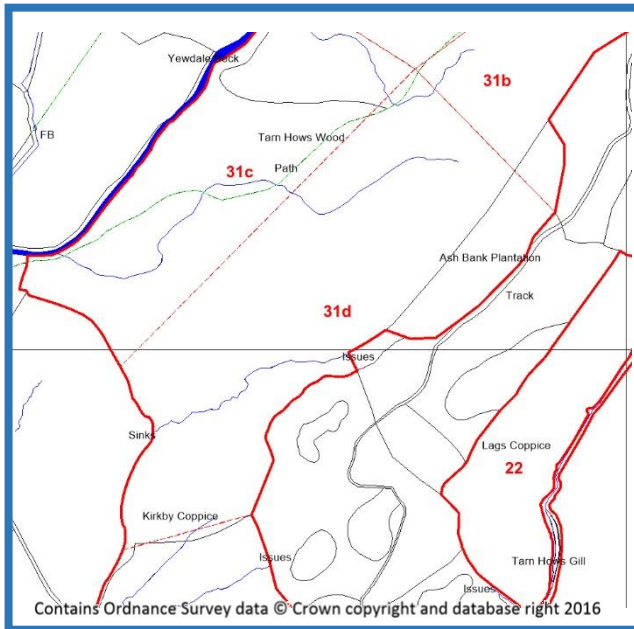 Yewdale Beck
31b
FB
Tarn Hows Wood
31c
Path
Ash Bank Plantation
Track
31d
Issues
Sinks
Lags Coppice
22
Kirkby Coppice
Issues
Tarn Hows Gill
Issues
Contains Ordnance Survey data © Crown copyright and database right 2016